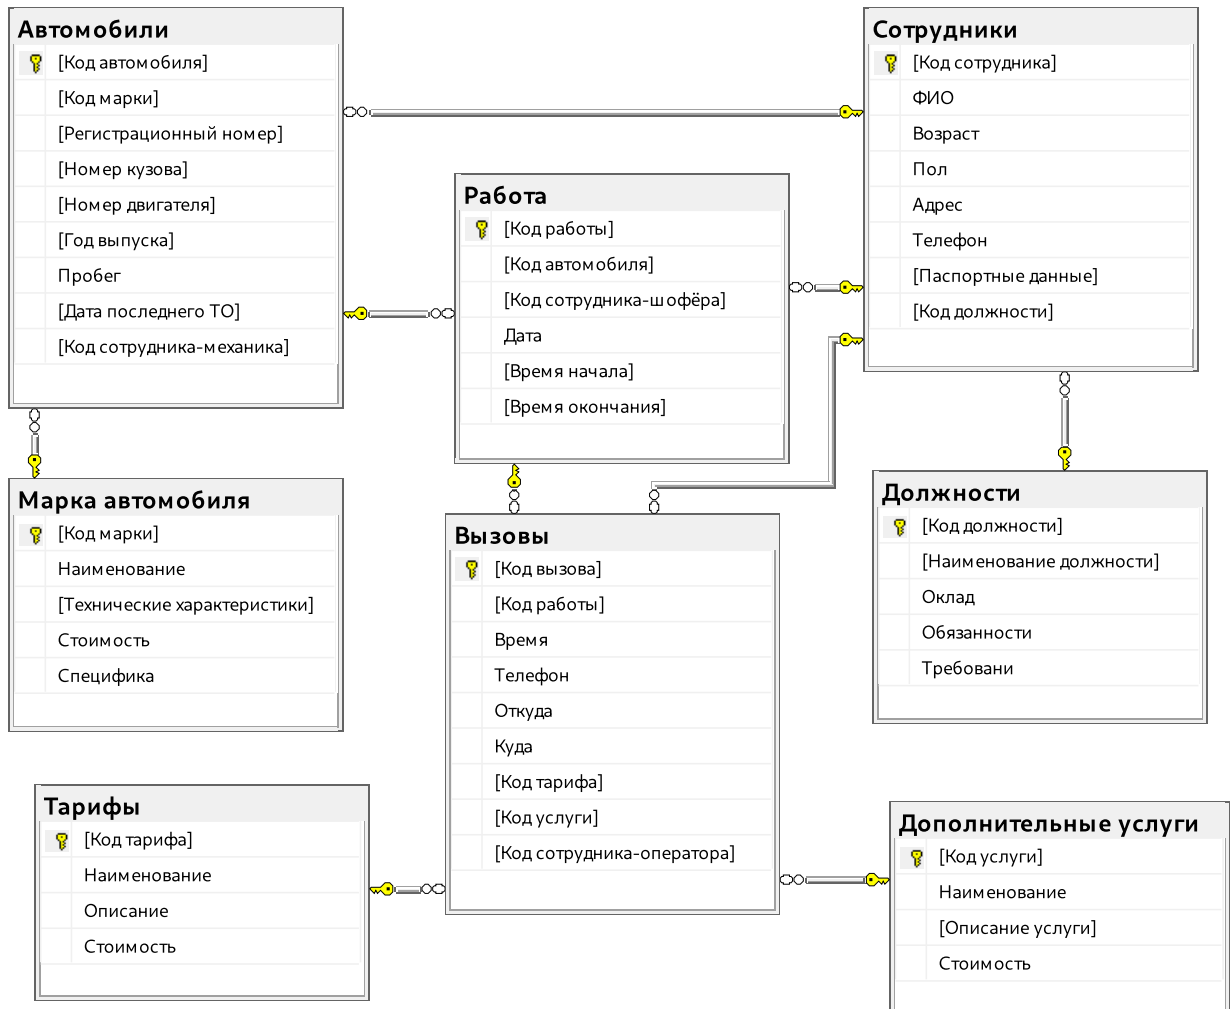 Автомобили
[Код автомобиля]
[Код марки]
[Регистрационный номер]
[Номер кузова]
[Номер двигателя]
[Год выпуска]
Пробег
[Дата последнего ТО]
[Код сотрудника-механика]
Сотрудники
[Код сотрудника]
ФИО
Возраст
Пол
Адрес
Телефон
[Паспортные данные]
[Код должности]
Работа
[Код работы]
[Код автомобиля]
[Код сотрудника-шофёра]
Дата
[Время начала]
[Время окончания]
Марка автомобиля
[Код марки]
Наименование
[Технические характеристики]
Стоимость
Специфика
Вызовы
[Код вызова]
[Код работы]
Время
Телефон
Откуда
Куда
[Код тарифа]
[Код услуги]
[Код сотрудника-оператора]
Должности
[Код должности]
[Наименование должности]
Оклад
Обязанности
Требовани
Тарифы
[Код тарифа]
Наименование
Описание
Стоимость
Дополнительные услуги
[Код услуги]
Наименование
[Описание услуги]
Стоимость